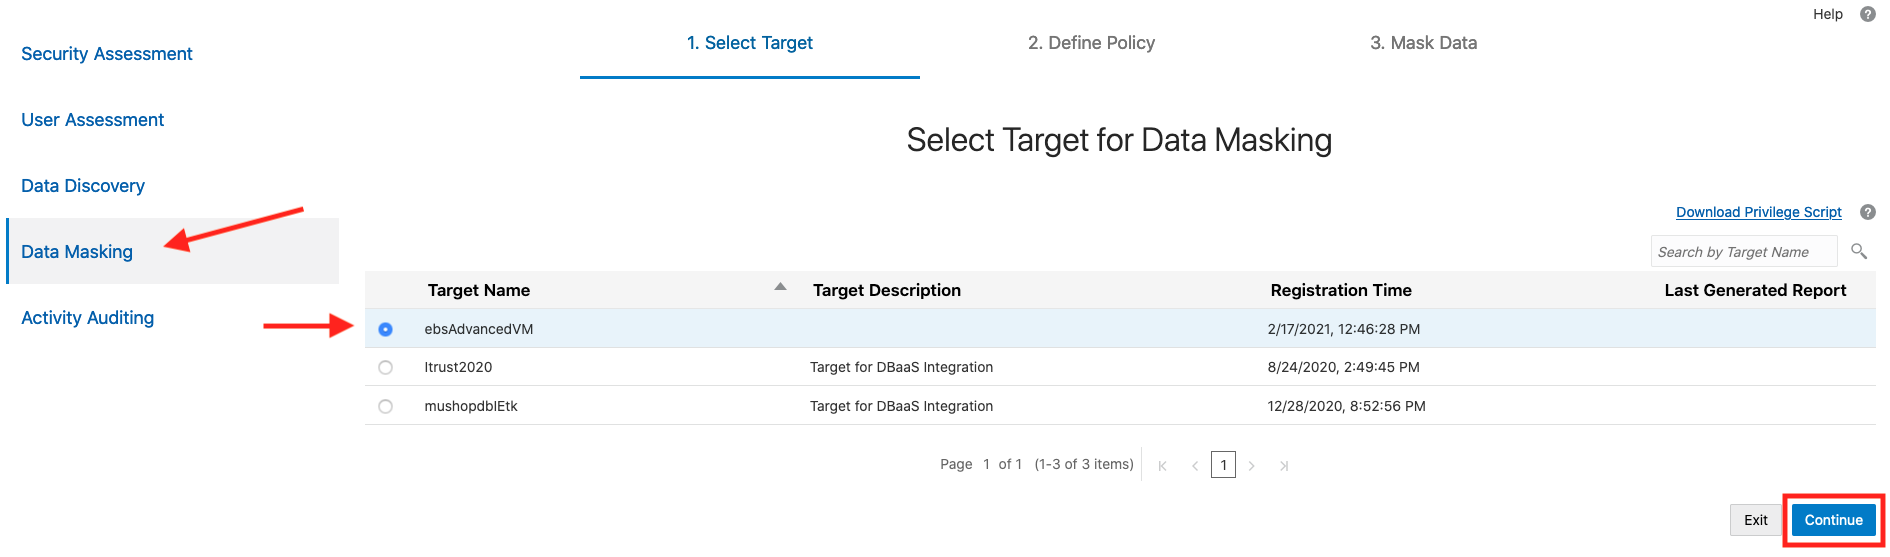 Help ?
Security Assessment
User Assessment
Data Discovery
Data Masking
Activity Auditing
1. Select Target 2. Define Policy 3. Mask Data
Select Target for Data Masking
Download Privilege Script ?
Search by Target Name
Target Name Target Description Registration Time Last Generated Report
ebsAdvancedVM 2/17/2021, 12:46:28 PM
Itrust2020 Target for DBaaS Integration 8/24/2020, 2:49:45 PM
mushopdblEtk Target for DBaaS Integration 12/28/2020, 8:52:56 PM
Page 1 of 1 (1-3 of 3 items) 1
Exit Continue